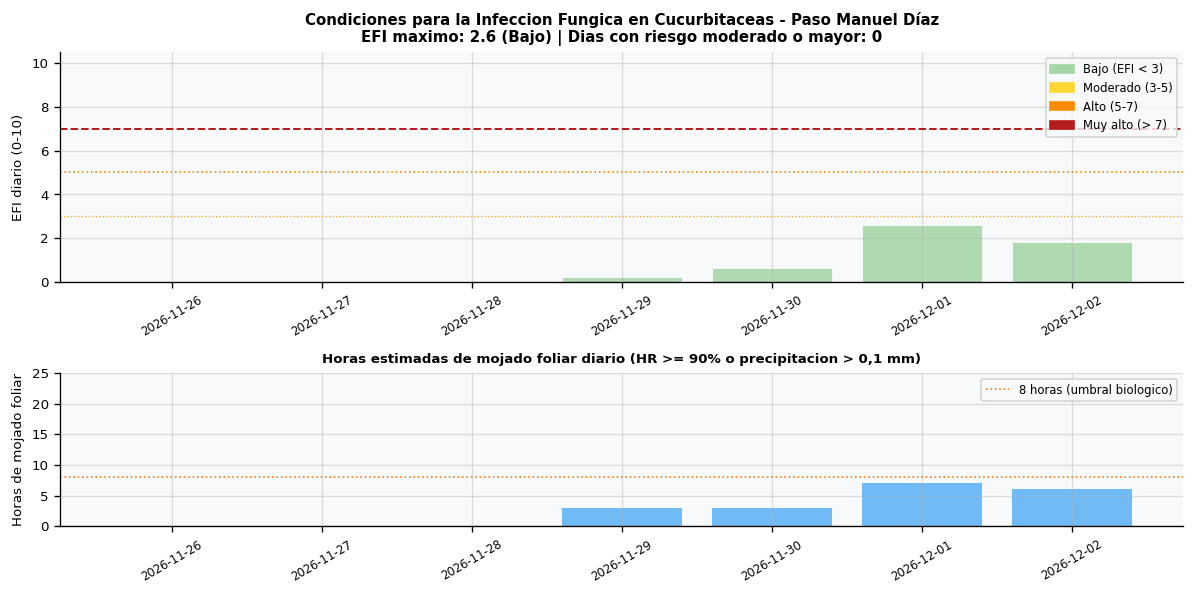 Condiciones para la Infeccion Fungica en Cucurbitaceas - Paso Manuel Díaz
EFI maximo: 2.6 (Bajo) | Dias con riesgo moderado o mayor: 0
EFI diario (0-10)
10
8
6
4
2
0
Bajo (EFI < 3)
Moderado (3-5)
Alto (5-7)
Muy alto (> 7)
2026-11-26
2026-11-27
2026-11-28
2026-11-29
2026-11-30
2026-12-01
2026-12-02
Horas estimadas de mojado foliar diario (HR >= 90% o precipitacion > 0,1 mm)
Horas de mojado foliar
25
20
15
10
5
0
8 horas (umbral biologico)
2026-11-26
2026-11-27
2026-11-28
2026-11-29
2026-11-30
2026-12-01
2026-12-02